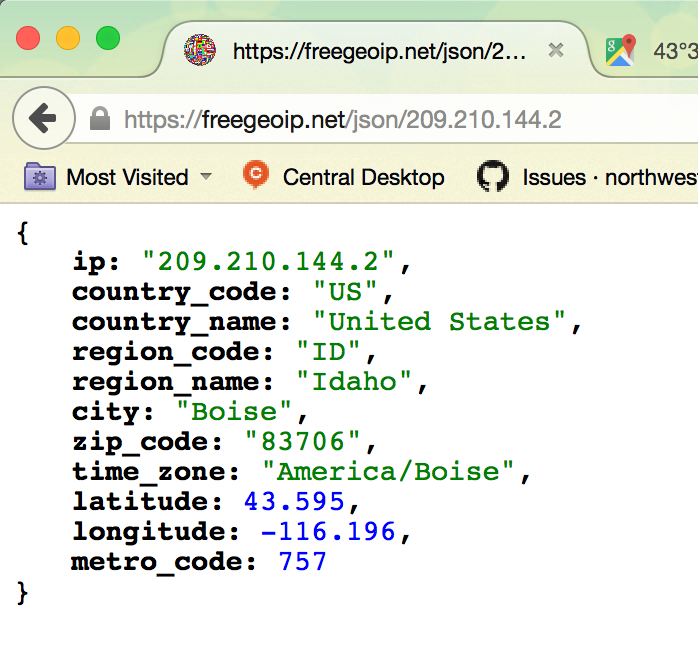 https://freegeoip.net/json/2...
43°3
https://freegeoip.net/json/209.210.144.2
Most Visited
Central Desktop
Issues · northwes
{
ip: "209.210.144.2",
country_code: "US",
country_name: "United States",
region_code: "ID",
region_name: "Idaho",
city: "Boise",
zip_code: "83706",
time_zone: "America/Boise",
latitude: 43.595,
longitude: -116.196,
metro_code: 757
}